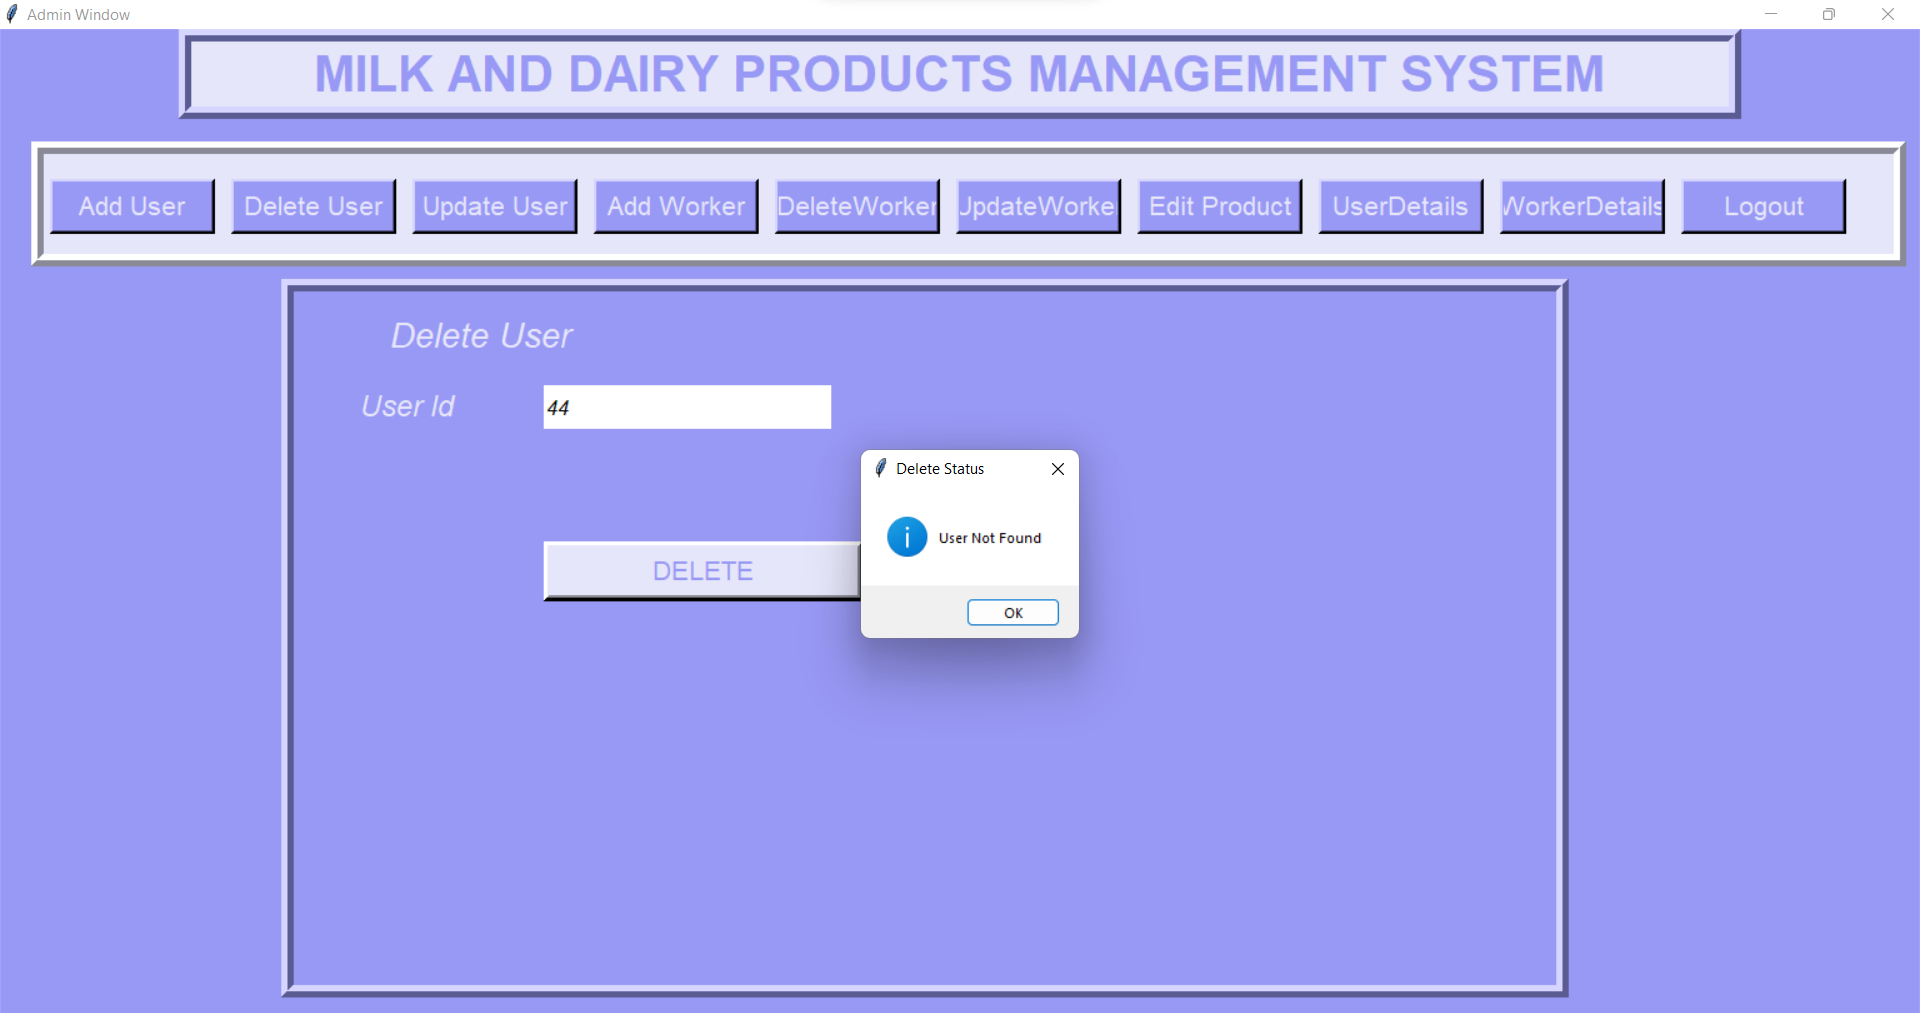 Admin Window
MILK AND DAIRY PRODUCTS MANAGEMENT SYSTEM
Add User Delete User Update User Add Worker DeleteWorker UpdateWorke Edit Product UserDetails WorkerDetails Logout
Delete User
User Id 44
Delete Status
User Not Found
DELETE
OK